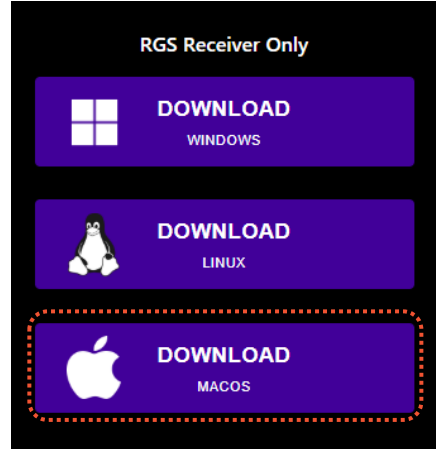 RGS Receiver Only
DOWNLOAD
WINDOWS
DOWNLOAD
LINUX
DOWNLOAD
MACOS